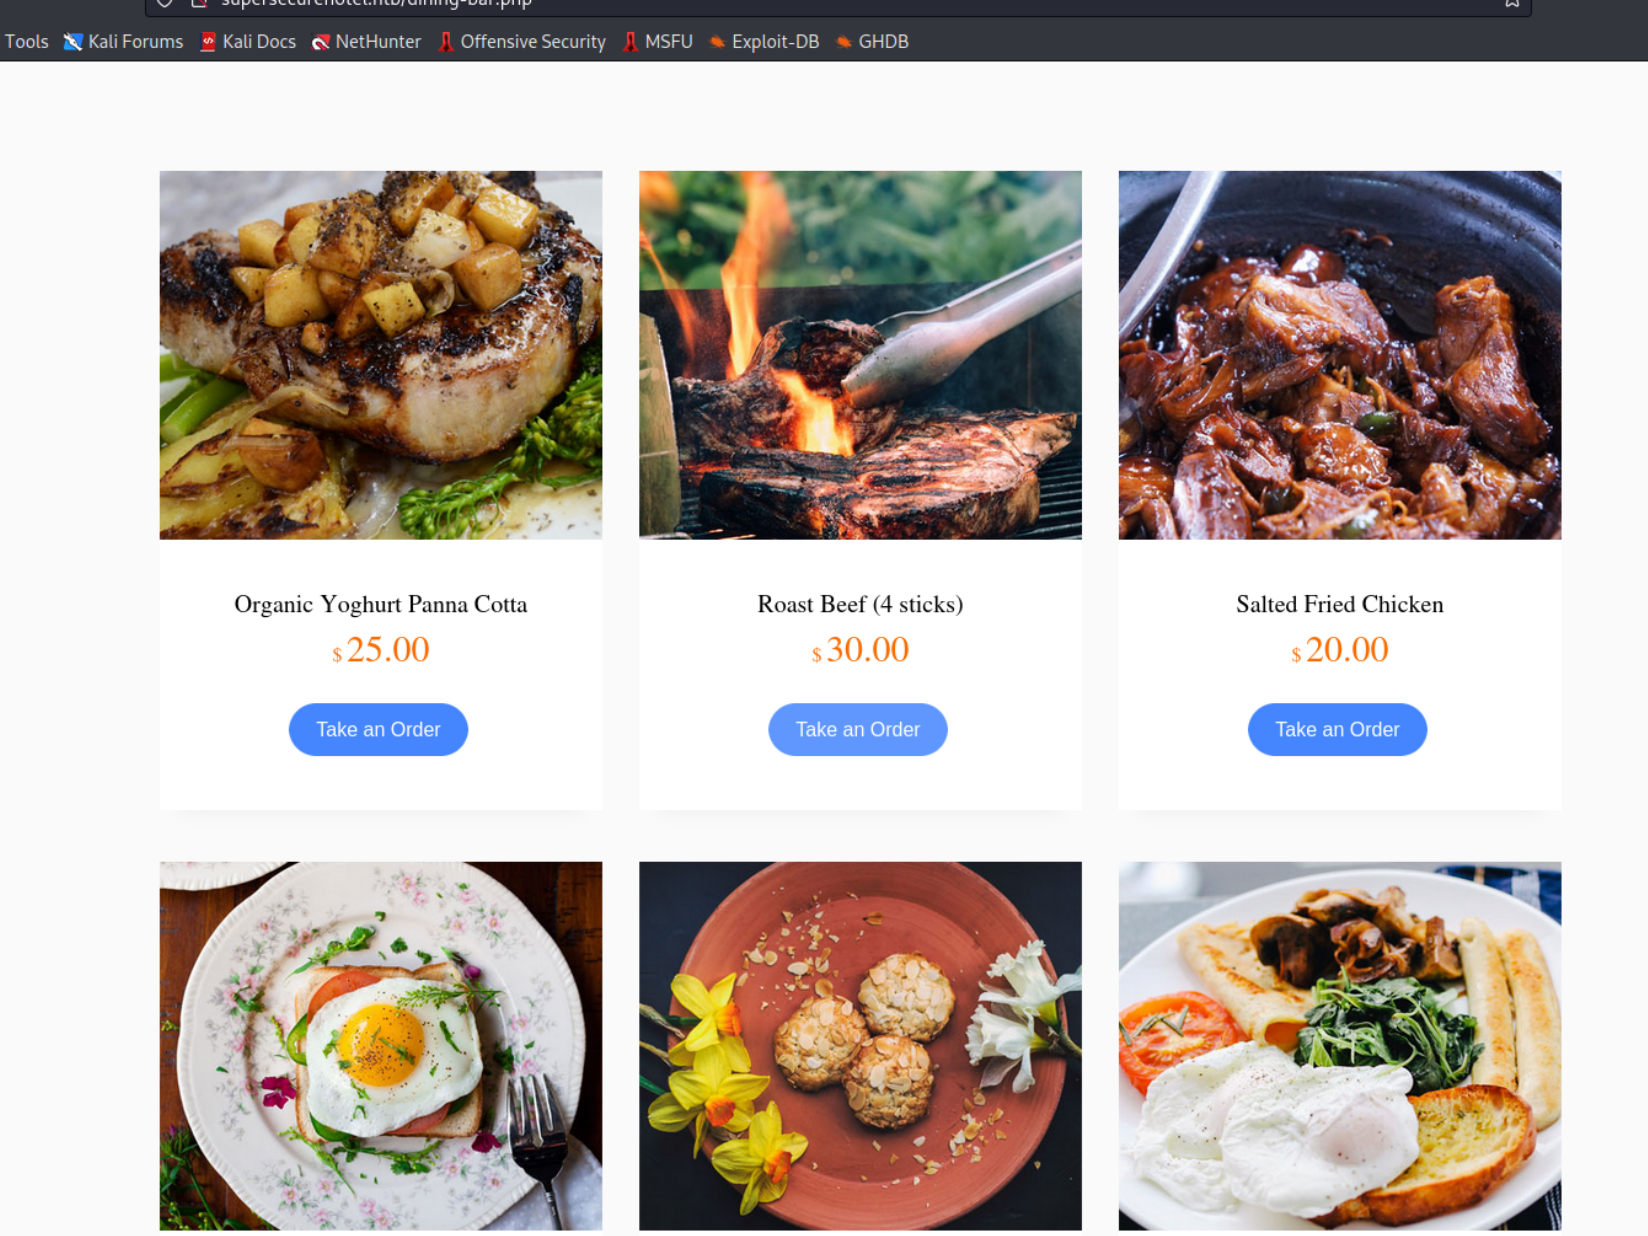 supersecurehotel.htb/dining-bar.php
Tools Kali Forums Kali Docs NetHunter Offensive Security MSFU Exploit-DB GHDB
Organic Yoghurt Panna Cotta Roast Beef (4 sticks) Salted Fried Chicken
$ 25.00 $ 30.00 $ 20.00
Take an Order Take an Order Take an Order